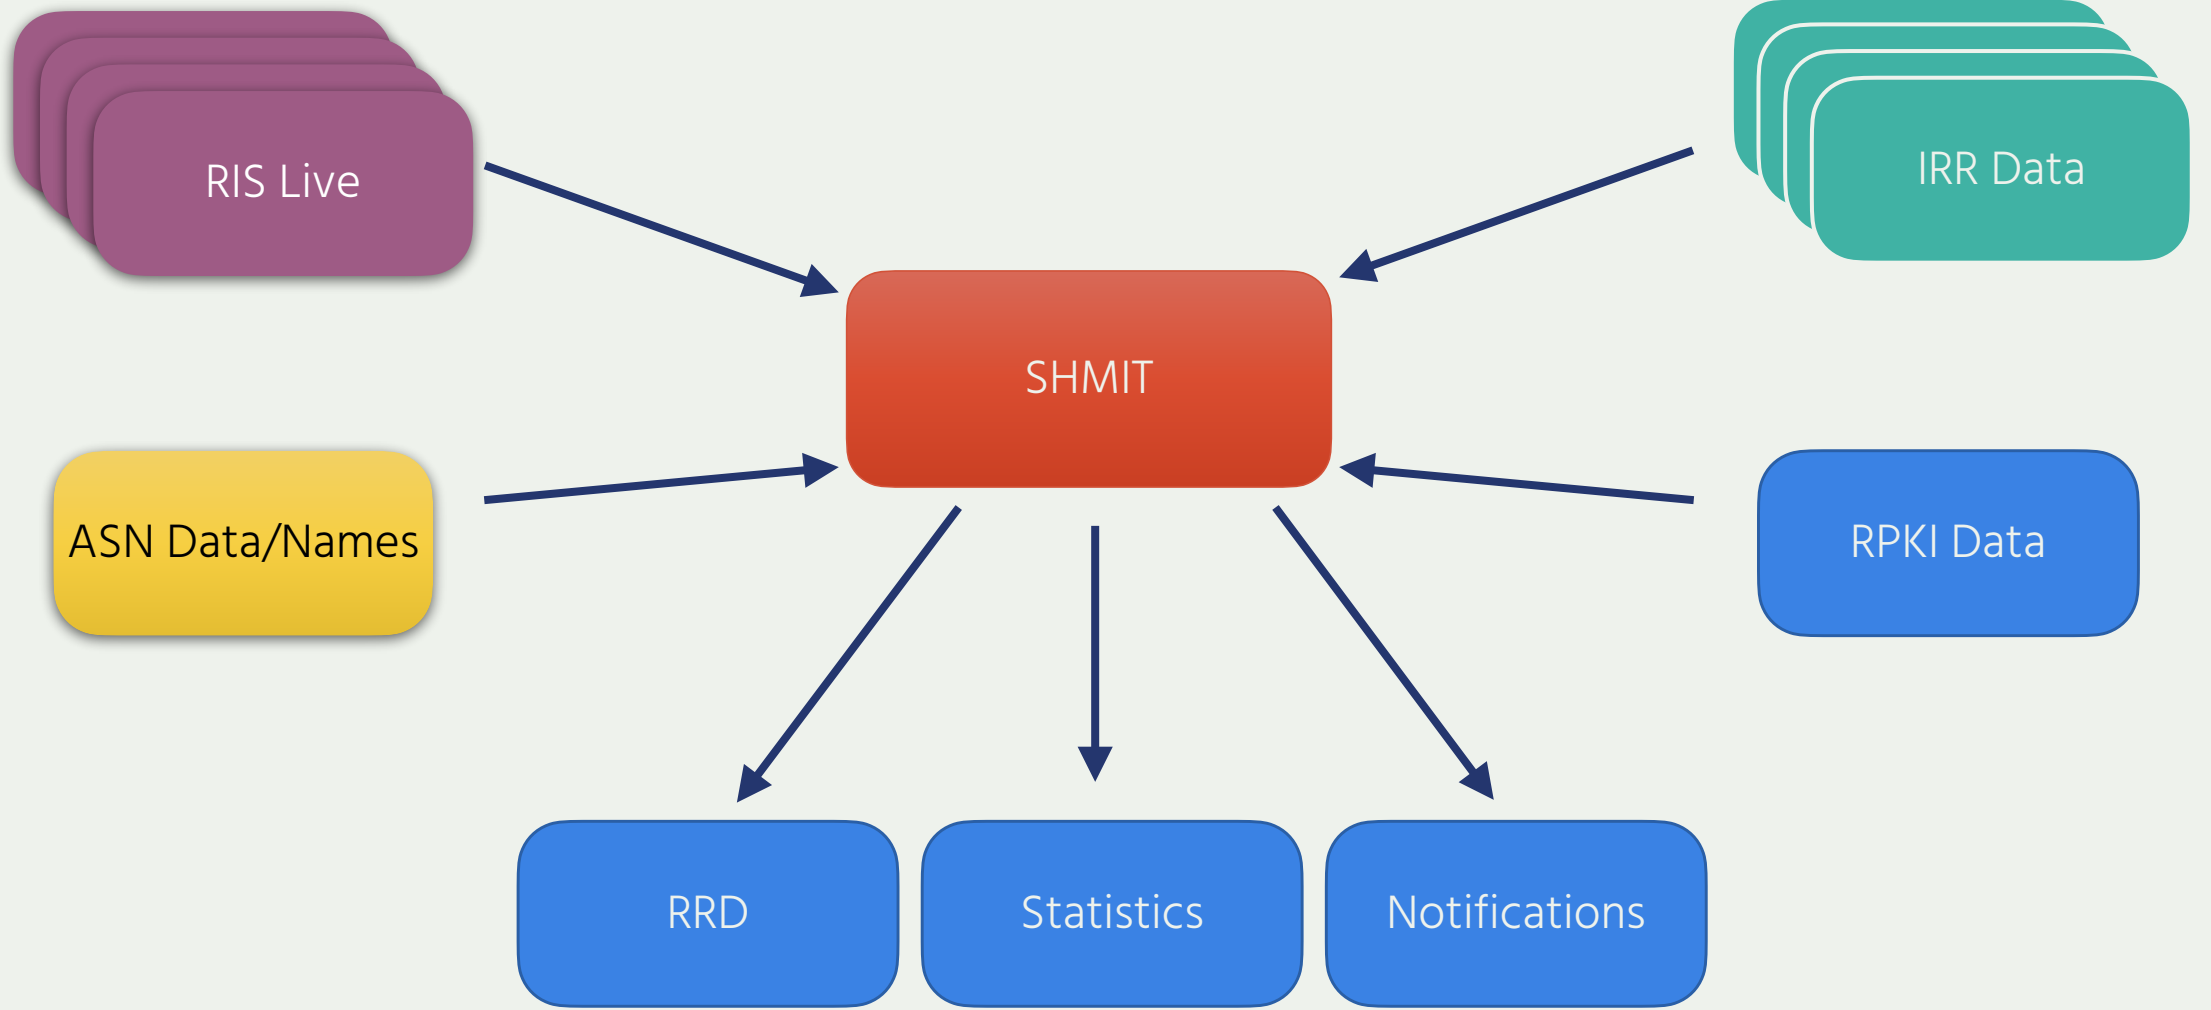 RIS Live
IRR Data
SHMIT
ASN Data/Names
RPKI Data
RRD
Statistics
Notifications